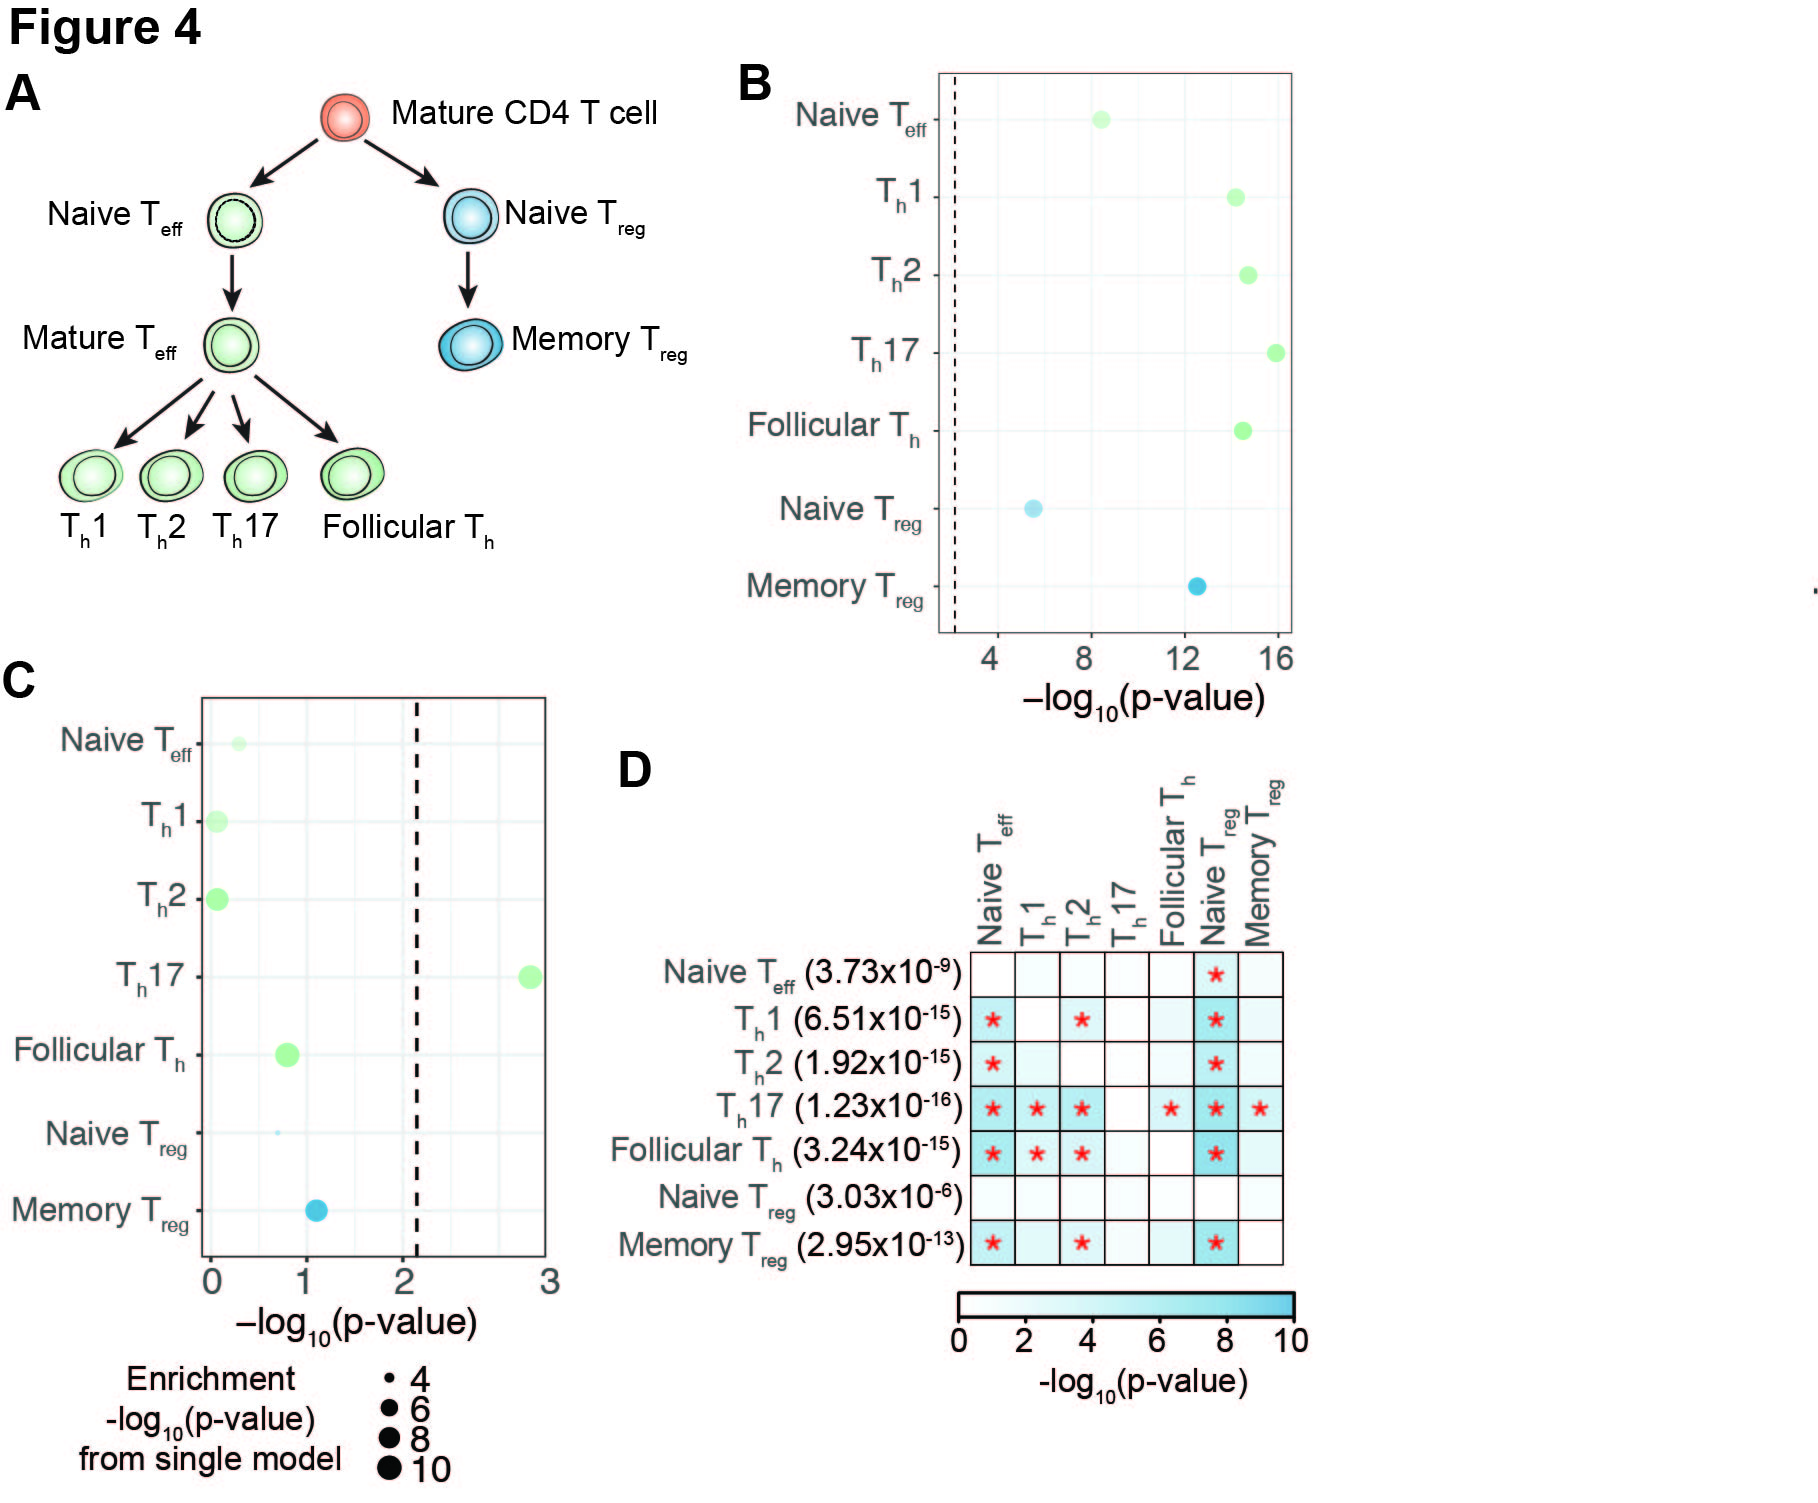 Figure 4
A
Mature CD4 T cell
Naive Teff
Naive Treg
Mature Teff
Memory Treg
Th1 Th2 Th17 Follicular Th
B
Naive Teff
Th1
Th2
Th17
Follicular Th
Naive Treg
Memory Treg
4 8 12 16
–log10(p-value)
C
Naive Teff
Th1
Th2
Th17
Follicular Th
Naive Treg
Memory Treg
0 1 2 3
–log10(p-value)
Enrichment
-log10(p-value)
from single model
4
6
8
10
D
Naive Teff
Th1
Th2
Th17
Follicular Th
Naive Treg
Memory Treg
Naive Teff (3.73x10-9) *
Th1 (6.51x10-15) * * *
Th2 (1.92x10-15) * *
Th17 (1.23x10-16) * * * * * *
Follicular Th (3.24x10-15) * * * *
Naive Treg (3.03x10-6)
Memory Treg (2.95x10-13) * * *
0 2 4 6 8 10
-log10(p-value)